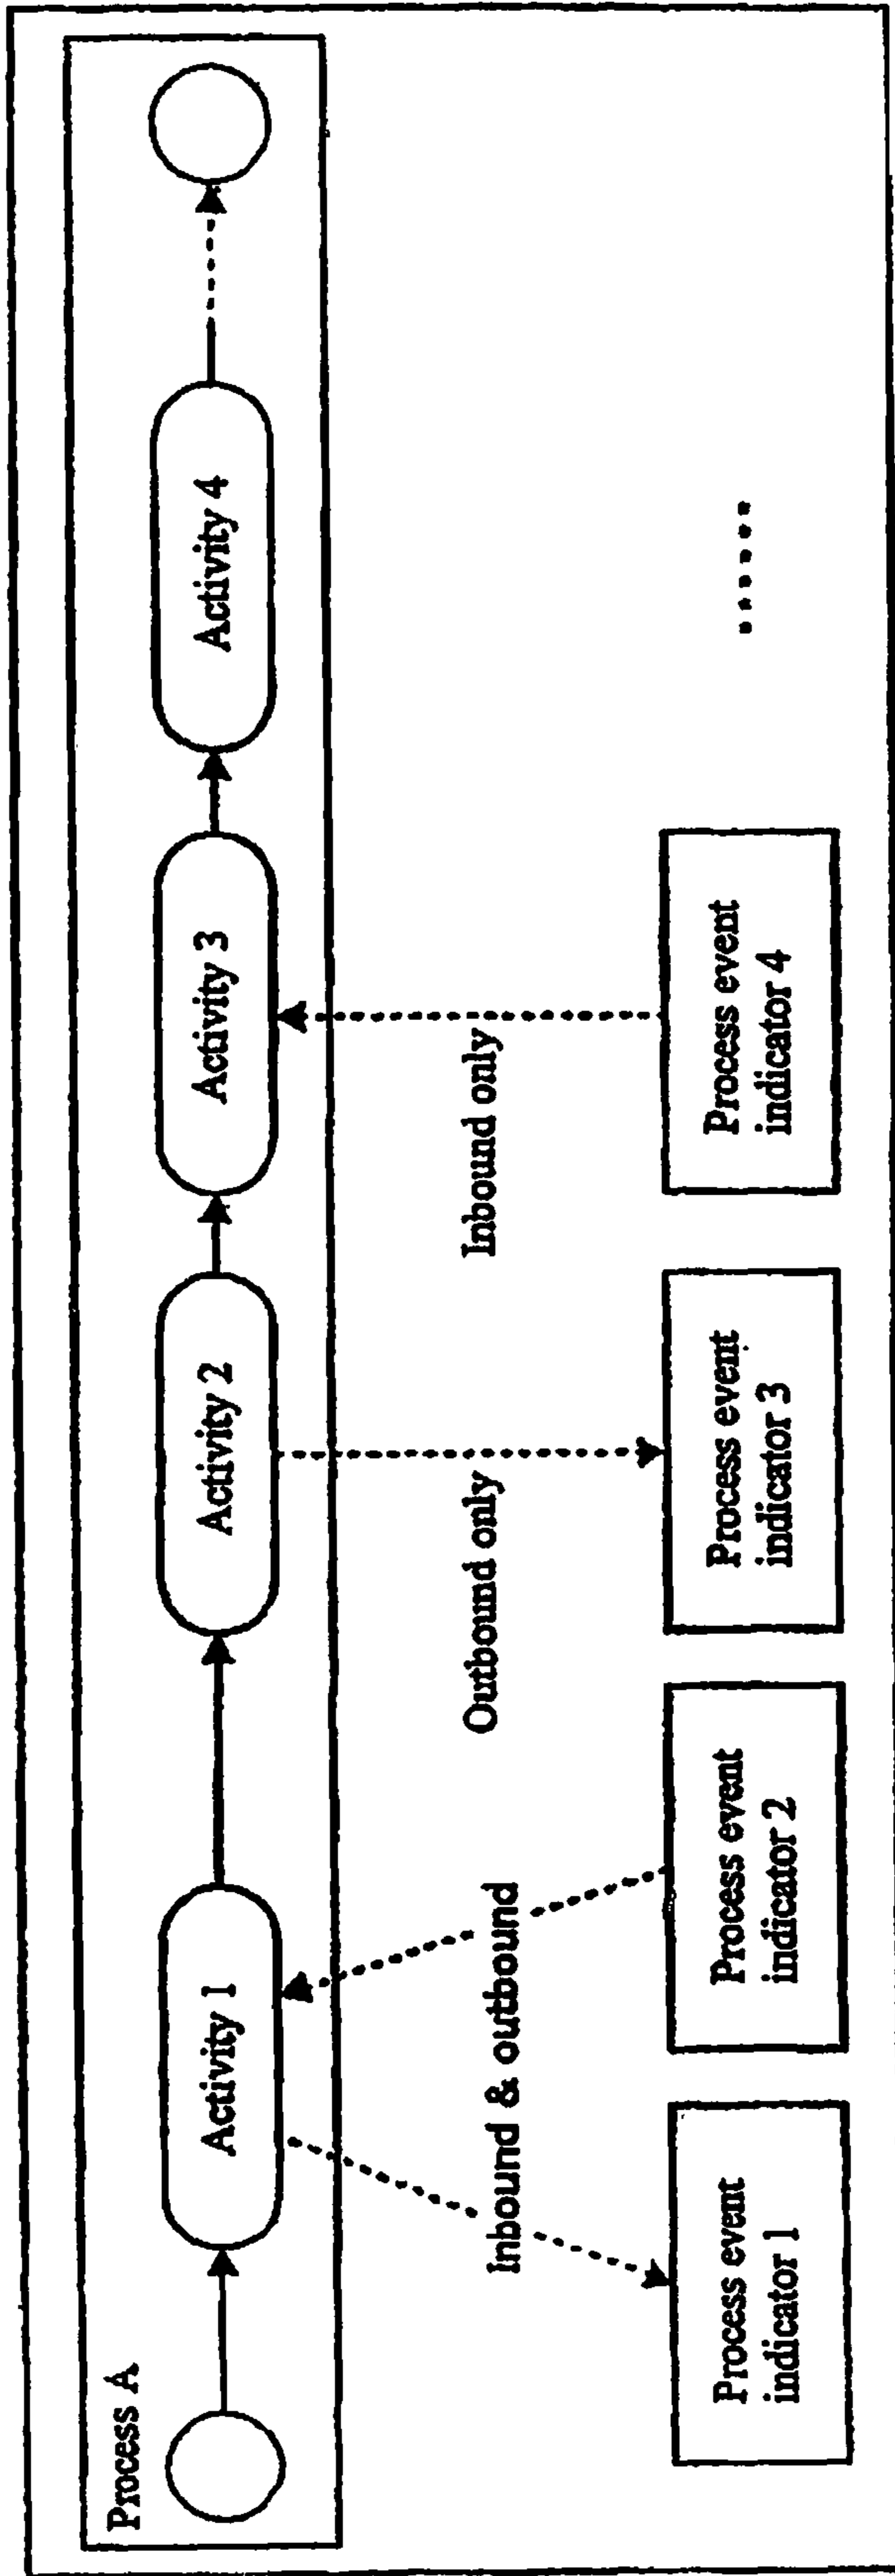 Process A
Activity 1
Activity 2
Activity 3
Activity 4
Inbound & outbound
Outbound only
Inbound only
Process event
indicator 1
Process event
indicator 2
Process event
indicator 3
Process event
indicator 4
......